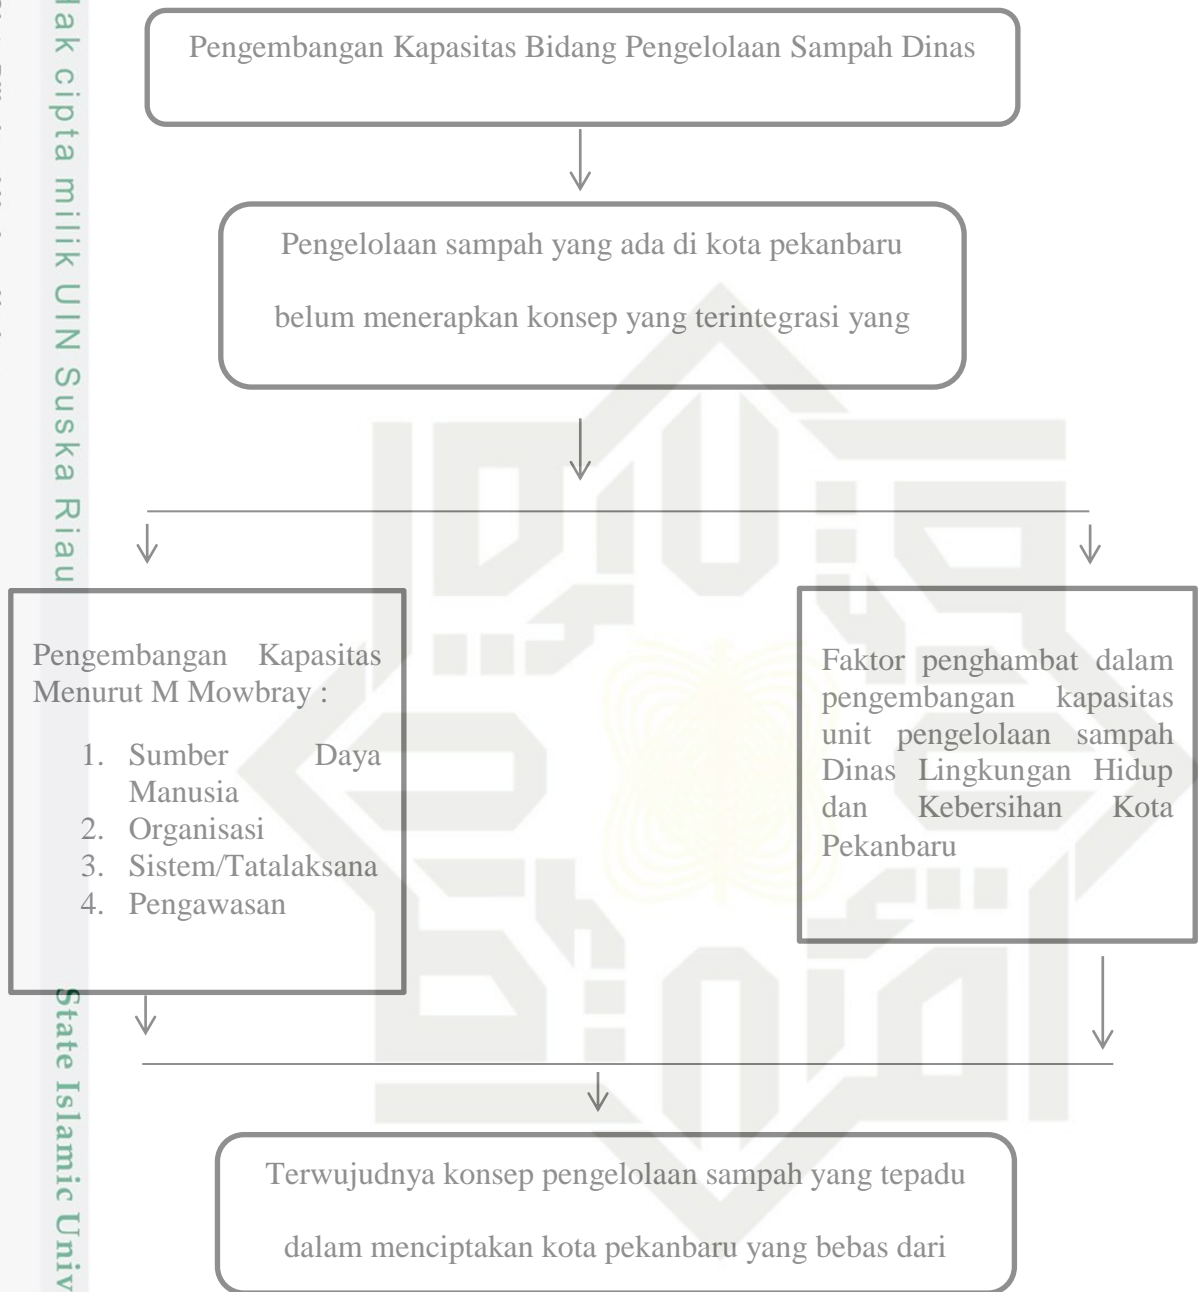 lak cipta milik UIN Suska Riau
Pengembangan Kapasitas Bidang Pengelolaan Sampah Dinas
Pengelolaan sampah yang ada di kota pekanbaru
belum menerapkan konsep yang terintegrasi yang
Pengembangan Kapasitas
Menurut M Mowbray :
1. Sumber Daya
Manusia
2. Organisasi
3. Sistem/Tatalaksana
4. Pengawasan
Faktor penghambat dalam
pengembangan kapasitas
unit pengelolaan sampah
Dinas Lingkungan Hidup
dan Kebersihan Kota
Pekanbaru
State Islamic Univ
Terwujudnya konsep pengelolaan sampah yang tepadu
dalam menciptakan kota pekanbaru yang bebas dari